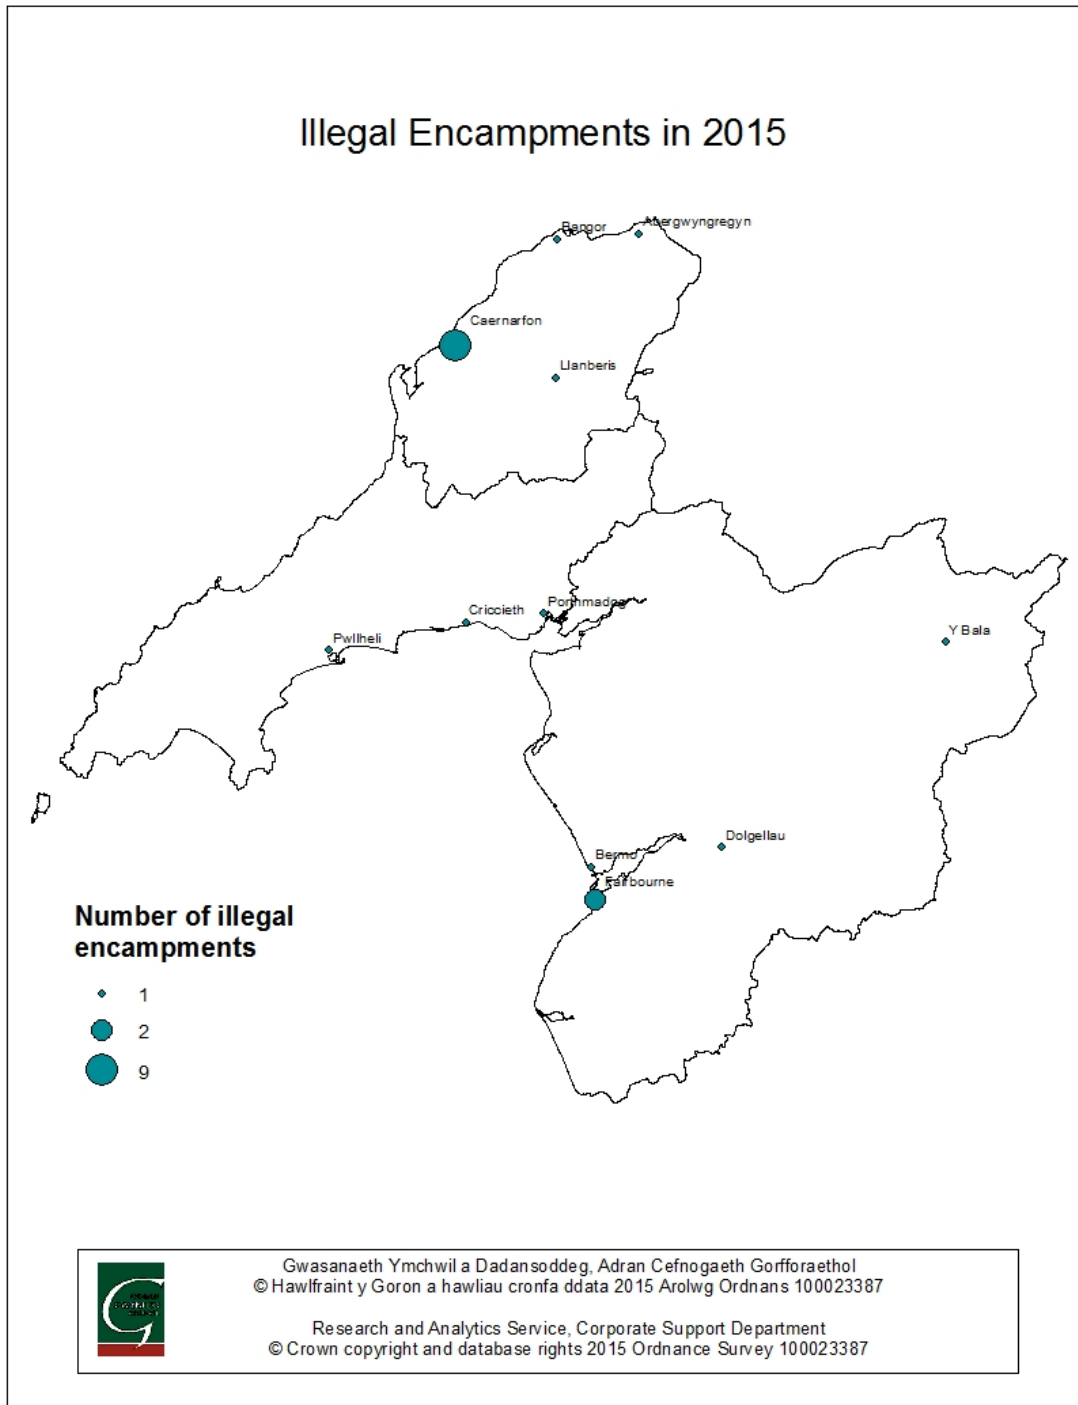 Illegal Encampments in 2015
Bangor
Abergwyngregyn
Caernarfon
Llanberis
Criccieth
Porthmadog
Pwllheli
Y Bala
Dolgellau
Bermo
Fairbourne
Number of illegal
encampments
1
2
9
Gwasanaeth Ymchwil a Dadansoddeg, Adran Cefnogaeth Gorfforaethol
© Hawlfraint y Goron a hawliau cronfa ddata 2015 Arolwg Ordnans 100023387
Research and Analytics Service, Corporate Support Department
© Crown copyright and database rights 2015 Ordnance Survey 100023387